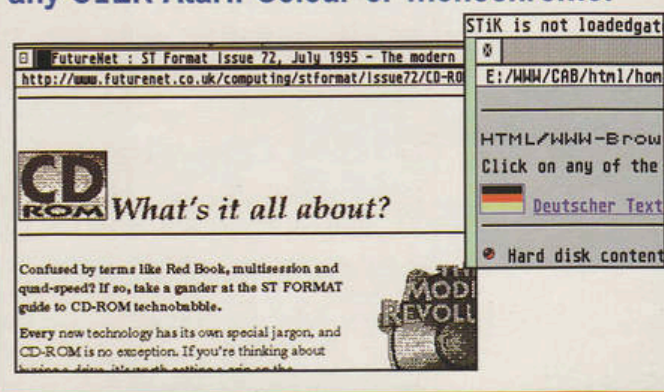 any OTHER Atari. Colour or monochrome.
FutureNet : ST Format Issue 72, July 1995 - The modern
http://www.futurenet.co.uk/computing/stformat/issue72/CD-RO
CD
ROM
What's it all about?
Confused by terms like Red Book, multisession and
quad-speed? If so, take a gander at the ST FORMAT
guide to CD-ROM technobabble.
Every new technology has its own special jargon, and
CD-ROM is no exception. If you're thinking about
MODE
REVOLU
STiK is not loaded
E:/WWW/CAB/html/hom
HTML/WWW-Brow
Click on any of the
Deutscher Text
Hard disk content